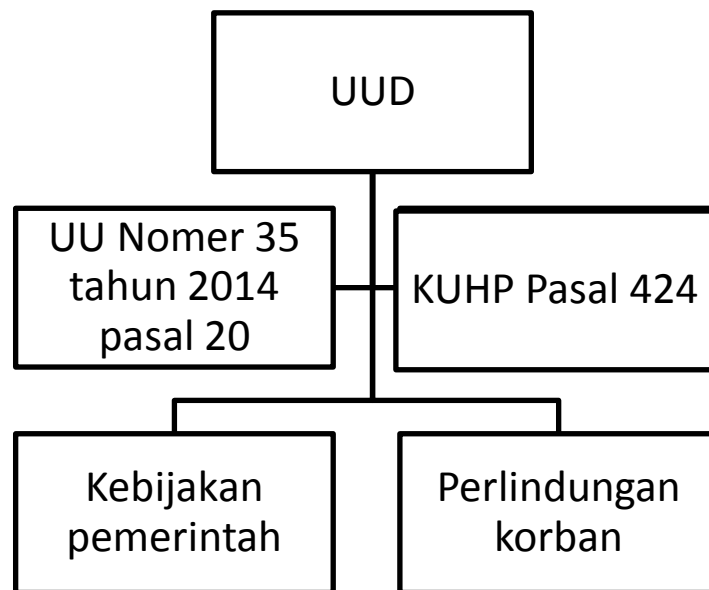 UUD
UU Nomer 35
tahun 2014
pasal 20
KUHP Pasal 424
Kebijakan
pemerintah
Perlindungan
korban